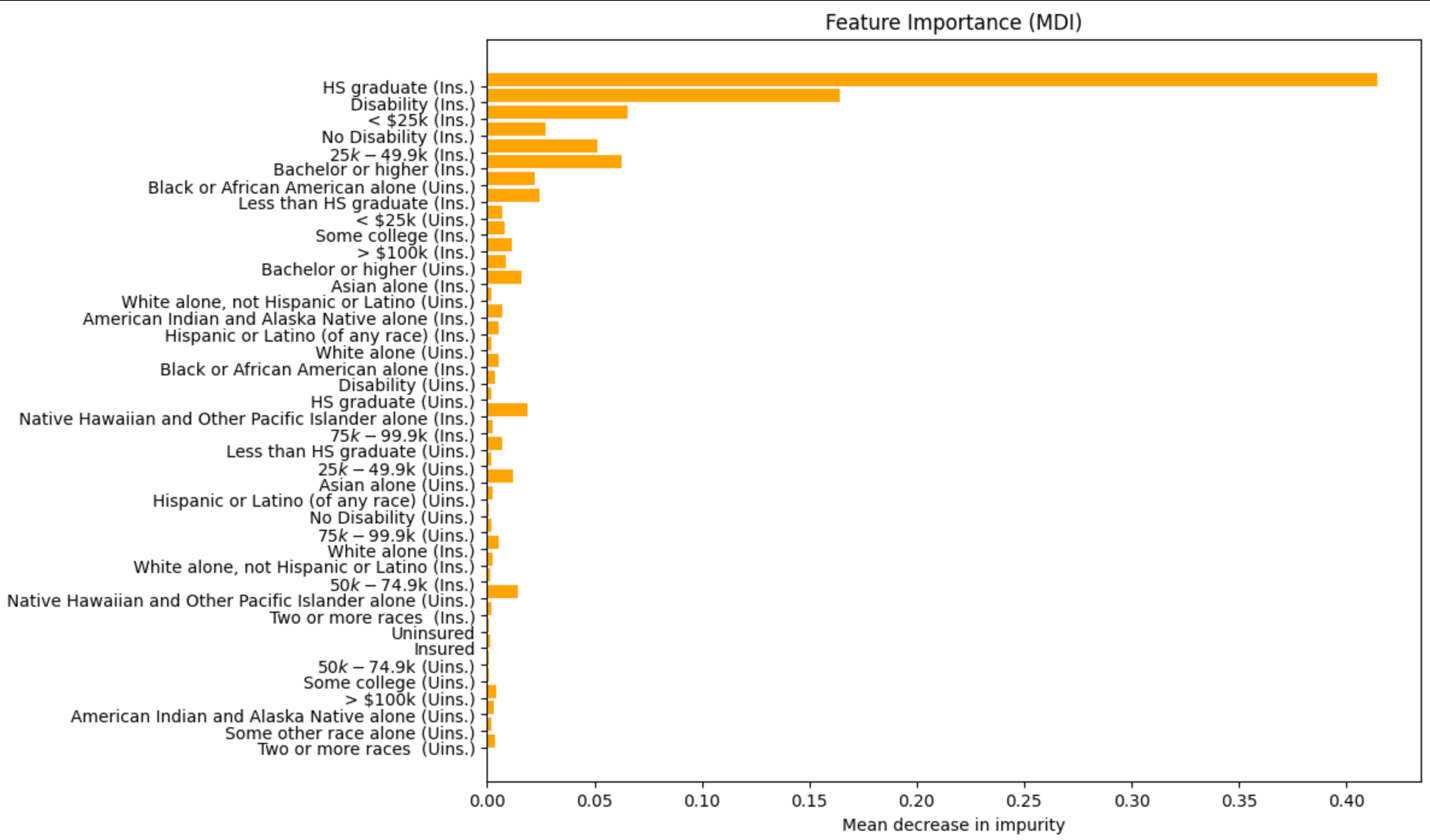 Feature Importance (MDI)
HS graduate (Ins.)
Disability (Ins.)
< $25k (Ins.)
No Disability (Ins.)
25k − 49.9k (Ins.)
Bachelor or higher (Ins.)
Black or African American alone (Uins.)
Less than HS graduate (Ins.)
< $25k (Uins.)
Some college (Ins.)
> $100k (Ins.)
Bachelor or higher (Uins.)
Asian alone (Ins.)
White alone, not Hispanic or Latino (Uins.)
American Indian and Alaska Native alone (Ins.)
Hispanic or Latino (of any race) (Ins.)
White alone (Uins.)
Black or African American alone (Ins.)
Disability (Uins.)
HS graduate (Uins.)
Native Hawaiian and Other Pacific Islander alone (Ins.)
75k − 99.9k (Ins.)
Less than HS graduate (Uins.)
25k − 49.9k (Uins.)
Asian alone (Uins.)
Hispanic or Latino (of any race) (Uins.)
No Disability (Uins.)
75k − 99.9k (Uins.)
White alone (Ins.)
White alone, not Hispanic or Latino (Ins.)
50k − 74.9k (Ins.)
Native Hawaiian and Other Pacific Islander alone (Uins.)
Two or more races  (Ins.)
Uninsured
Insured
50k − 74.9k (Uins.)
Some college (Uins.)
> $100k (Uins.)
American Indian and Alaska Native alone (Uins.)
Some other race alone (Uins.)
Two or more races  (Uins.)
0.00 0.05 0.10 0.15 0.20 0.25 0.30 0.35 0.40
Mean decrease in impurity